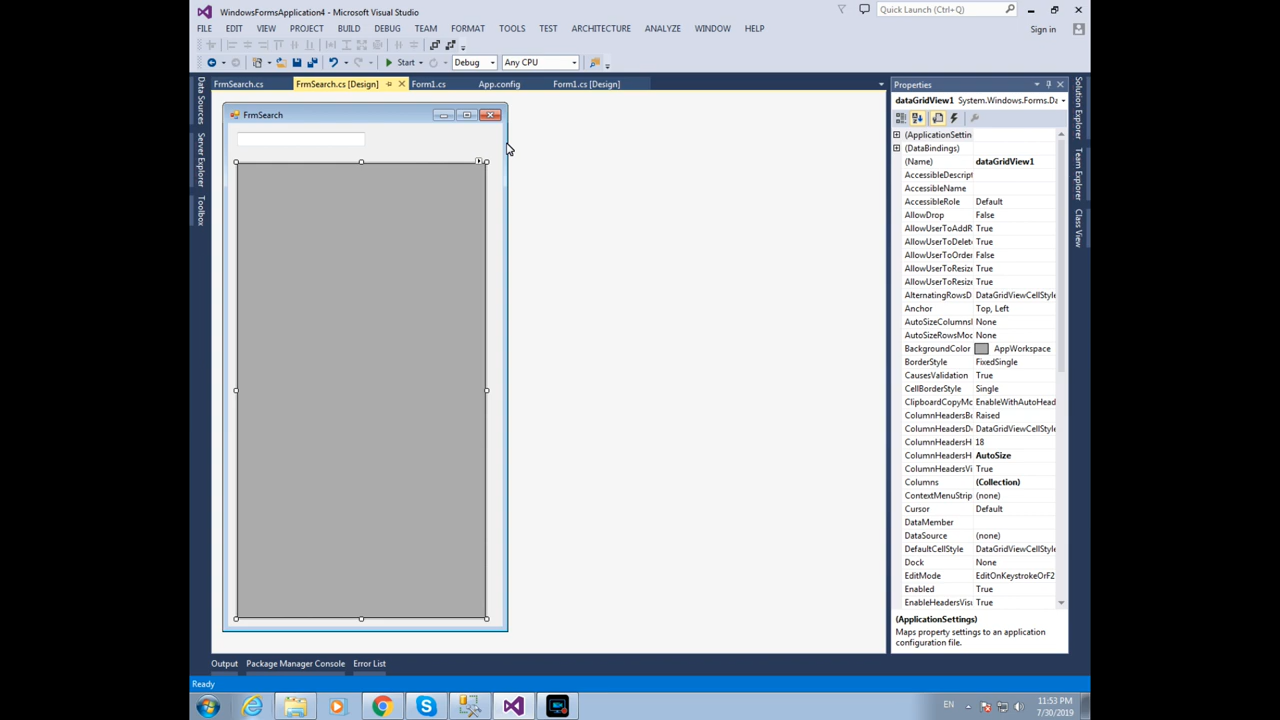 WindowsFormsApplication4 - Microsoft Visual Studio
Quick Launch (Ctrl+Q)
FILE EDIT VIEW PROJECT BUILD DEBUG TEAM FORMAT TOOLS TEST ARCHITECTURE ANALYZE WINDOW HELP
Sign in
Start Debug Any CPU
FrmSearch.cs FrmSearch.cs [Design] Form1.cs App.config Form1.cs [Design]
Data Sources
Server Explorer
Toolbox
FrmSearch
Properties
dataGridView1 System.Windows.Forms.Da
(ApplicationSettin
(DataBindings)
(Name) dataGridView1
AccessibleDescript
AccessibleName
AccessibleRole Default
AllowDrop False
AllowUserToAddR True
AllowUserToDelet True
AllowUserToOrde False
AllowUserToResize True
AllowUserToResize True
AlternatingRowsD DataGridViewCellStyle
Anchor Top, Left
AutoSizeColumnsl None
AutoSizeRowsMod None
BackgroundColor AppWorkspace
BorderStyle FixedSingle
CausesValidation True
CellBorderStyle Single
ClipboardCopyMo EnableWithAutoHead
ColumnHeadersBo Raised
ColumnHeadersDe DataGridViewCellStyle
ColumnHeadersH 18
ColumnHeadersH AutoSize
ColumnHeadersVi True
Columns (Collection)
ContextMenuStrip (none)
Cursor Default
DataMember
DataSource (none)
DefaultCellStyle DataGridViewCellStyle
Dock None
EditMode EditOnKeystrokeOrF2
Enabled True
EnableHeadersVisu True
(ApplicationSettings)
Maps property settings to an application
configuration file.
Solution Explorer
Team Explorer
Class View
Output Package Manager Console Error List
Ready
EN
11:53 PM
7/30/2019